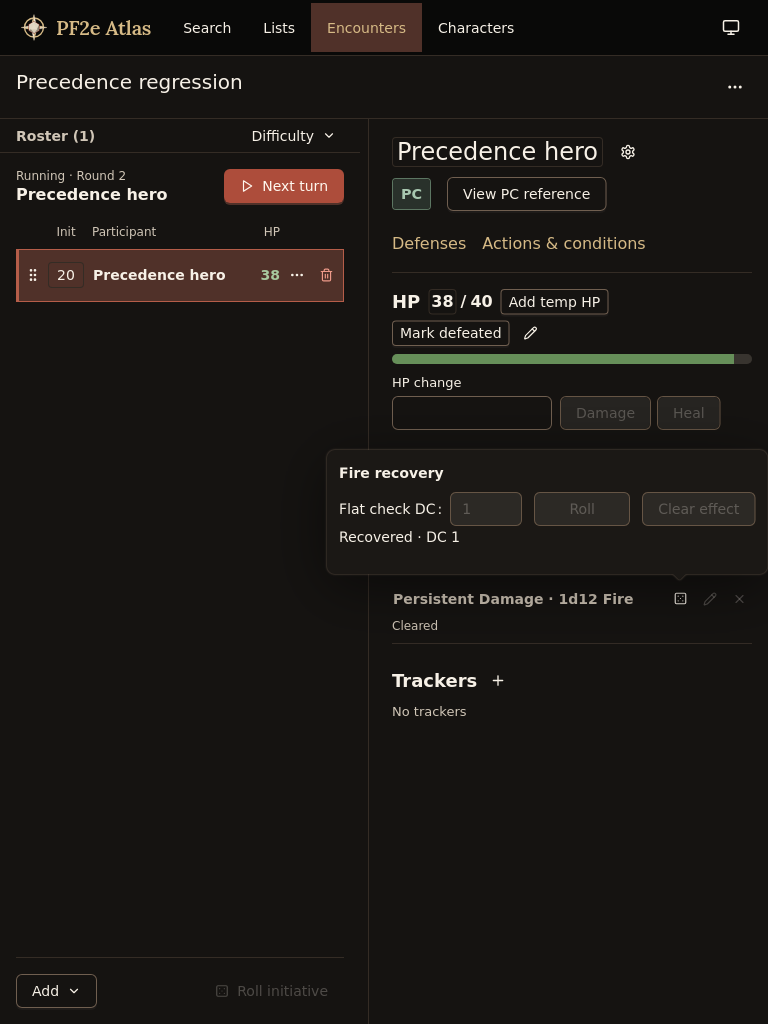 PF2e Atlas Search Lists Encounters Characters
Precedence regression
Roster (1) Difficulty
Running · Round 2
Precedence hero
Next turn
Init Participant HP
20 Precedence hero 38
Add
Roll initiative
Precedence hero
PC View PC reference
Defenses Actions & conditions
HP 38 / 40 Add temp HP
Mark defeated
HP change
Damage Heal
Fire recovery
Flat check DC: 1 Roll Clear effect
Recovered · DC 1
Persistent Damage · 1d12 Fire
Cleared
Trackers
No trackers